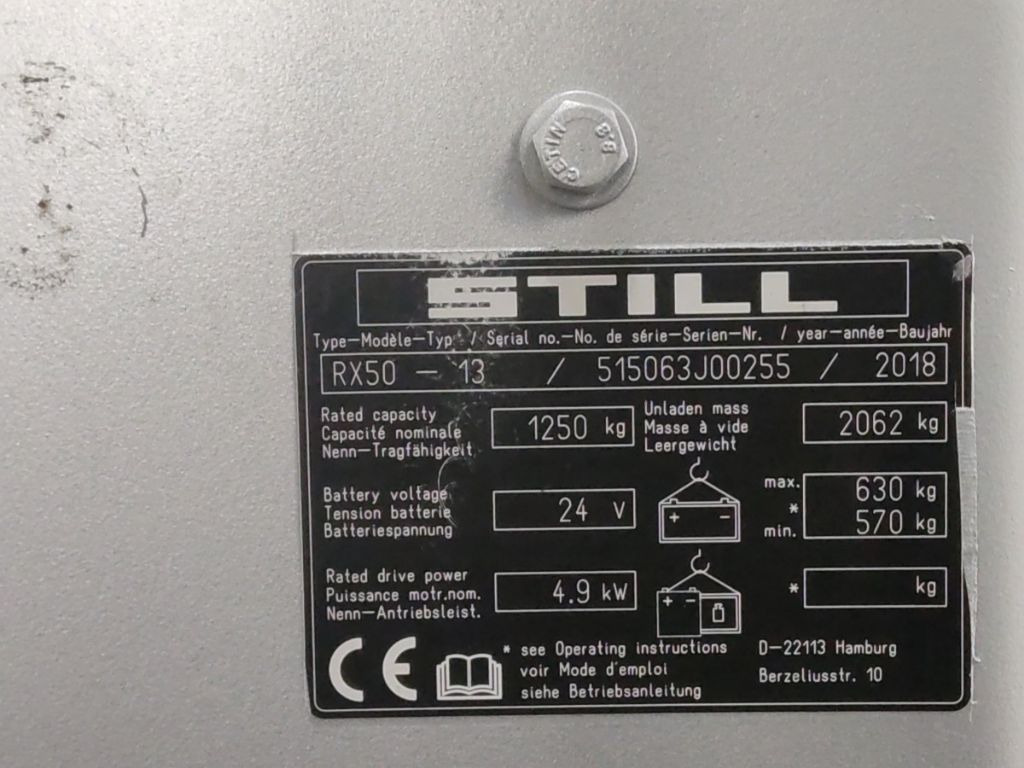 ÇETİN 8.8
STILL
Type–Modèle–Typ / Serial no.–No. de série–Serien–Nr. / year–année–Baujahr
RX50 – 13 / 515063J00255 / 2018
Rated capacity
Capacité nominale
Nenn–Tragfähigkeit
1250 kg
Unladen mass
Masse à vide
Leergewicht
2062 kg
Battery voltage
Tension batterie
Batteriespannung
24 V
+ –
max.
*
min.
630 kg
570 kg
Rated drive power
Puissance motr.nom.
Nenn–Antriebsleist.
4.9 kW
+ –
* kg
CE
* see Operating instructions
voir Mode d'emploi
siehe Betriebsanleitung
D–22113 Hamburg
Berzeliusstr. 10